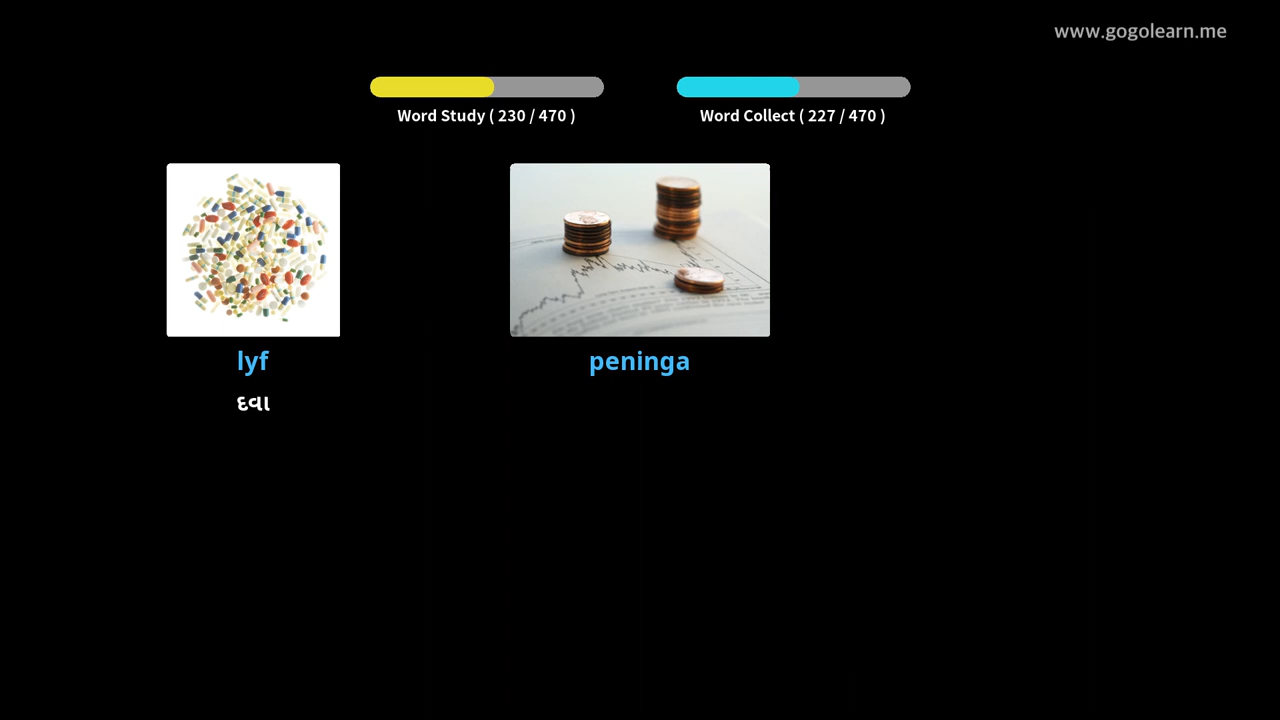 www.gogolearn.me
Word Study ( 230 / 470 )
Word Collect ( 227 / 470 )
lyf
peninga
દવા